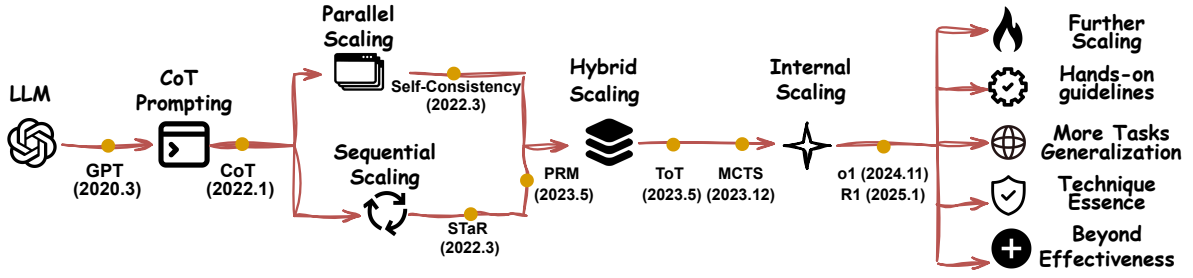 LLM
GPT
(2020.3)
CoT
Prompting
CoT
(2022.1)
Parallel
Scaling
Self-Consistency
(2022.3)
Sequential
Scaling
STaR
(2022.3)
PRM
(2023.5)
Hybrid
Scaling
ToT
(2023.5)
MCTS
(2023.12)
Internal
Scaling
o1 (2024.11)
R1 (2025.1)
Further
Scaling
Hands-on
guidelines
More Tasks
Generalization
Technique
Essence
Beyond
Effectiveness